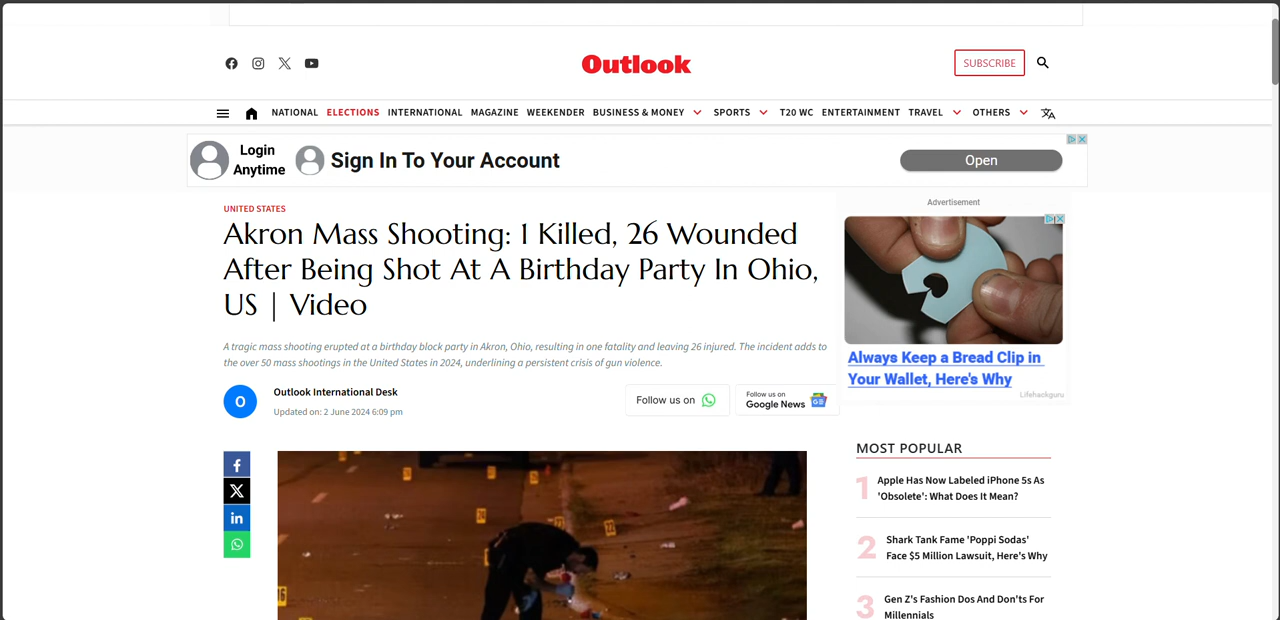 Outlook
SUBSCRIBE
NATIONAL ELECTIONS INTERNATIONAL MAGAZINE WEEKENDER BUSINESS & MONEY SPORTS T20 WC ENTERTAINMENT TRAVEL OTHERS
Login
Anytime
Sign In To Your Account
Open
UNITED STATES
Akron Mass Shooting: 1 Killed, 26 Wounded
After Being Shot At A Birthday Party In Ohio,
US | Video
A tragic mass shooting erupted at a birthday block party in Akron, Ohio, resulting in one fatality and leaving 26 injured. The incident adds to
the over 50 mass shootings in the United States in 2024, underlining a persistent crisis of gun violence.
O
Outlook International Desk
Updated on: 2 June 2024 6:09 pm
Follow us on
Follow us on
Google News
Advertisement
Always Keep a Bread Clip in
Your Wallet, Here's Why
Lifehackguru
MOST POPULAR
1
Apple Has Now Labeled iPhone 5s As
'Obsolete': What Does It Mean?
2
Shark Tank Fame 'Poppi Sodas'
Face $5 Million Lawsuit, Here's Why
3
Gen Z's Fashion Dos And Don'ts For
Millennials